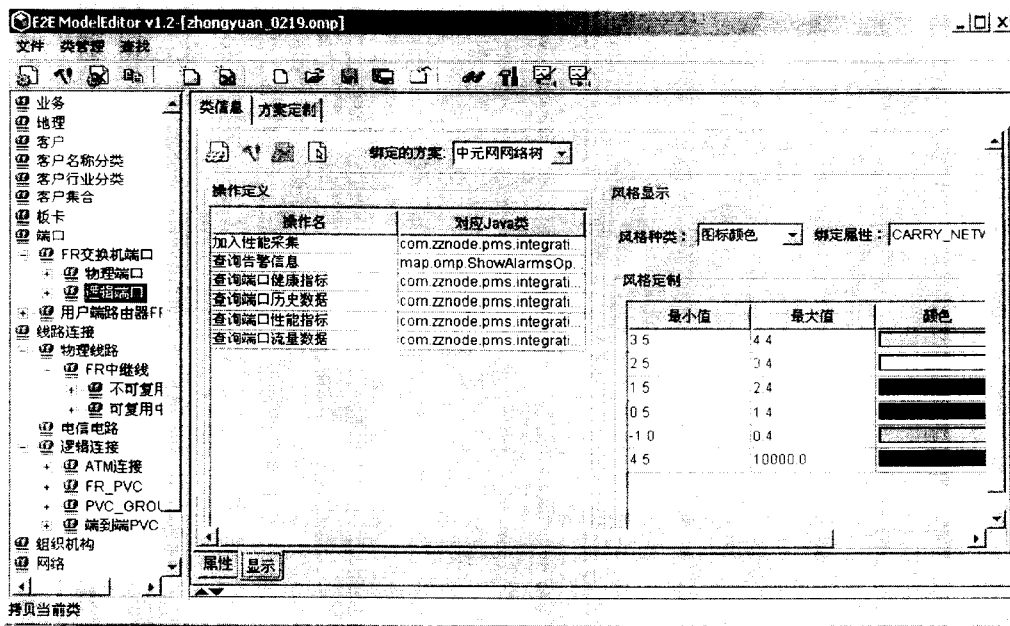 E2E ModelEditor v1.2-[zhongyuan_0219.omp]
文件 类管理 查找
业务
地理
客户
客户名称分类
客户行业分类
客户集合
板卡
端口
FR交换机端口
物理端口
逻辑端口
用户端路由器FF
线路连接
物理线路
FR中继线
不可复用
可复用中
电信电路
逻辑连接
ATM连接
FR_PVC
PVC_GROU
端到端PVC
组织机构
网络
类信息 方案定制
绑定的方案: 中元网网络树
操作定义
操作名 对应Java类
加入性能采集 com.zznode.pms.integrati...
查询告警信息 map.omp.ShowAlarmsOp...
查询端口健康指标 com.zznode.pms.integrati...
查询端口历史数据 com.zznode.pms.integrati...
查询端口性能指标 com.zznode.pms.integrati...
查询端口流量数据 com.zznode.pms.integrati...
风格显示
风格种类: 图标颜色 绑定属性: CARRY_NETW
风格定制
最小值 最大值 颜色
3.5 4.4
2.5 3.4
1.5 2.4
0.5 1.4
-1.0 0.4
4.5 10000.0
属性 显示
拷贝当前类